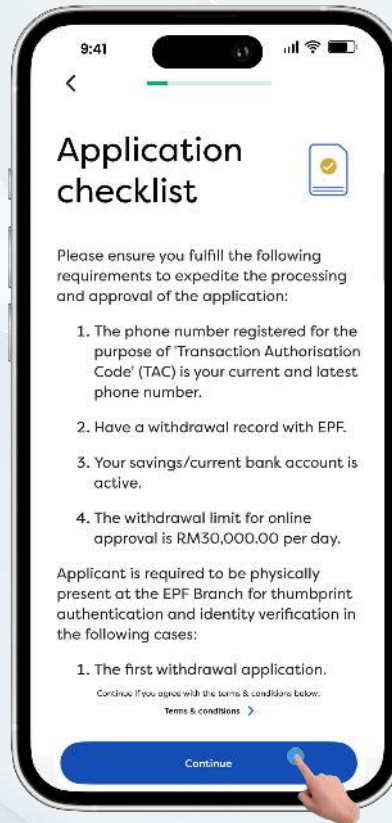 9:41
Application
checklist
Please ensure you fulfill the following
requirements to expedite the processing
and approval of the application:
1. The phone number registered for the
purpose of 'Transaction Authorisation
Code' (TAC) is your current and latest
phone number.
2. Have a withdrawal record with EPF.
3. Your savings/current bank account is
active.
4. The withdrawal limit for online
approval is RM30,000.00 per day.
Applicant is required to be physically
present at the EPF Branch for thumbprint
authentication and identity verification in
the following cases:
1. The first withdrawal application.
Continue if you agree with the terms & conditions below:
Terms & conditions
Continue